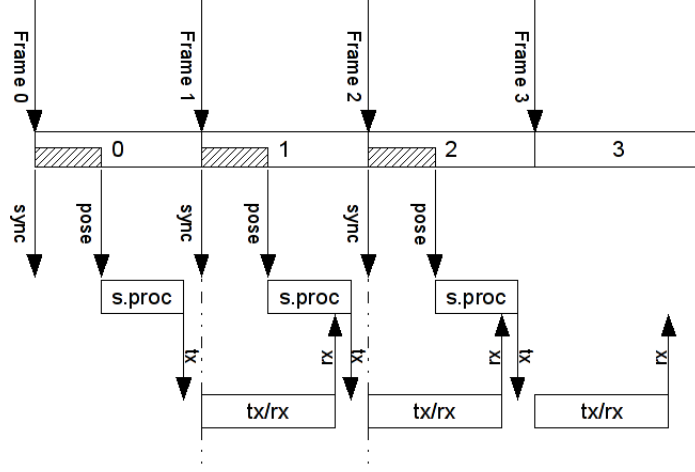 Frame 0
Frame 1
Frame 2
Frame 3
0
1
2
3
sync
pose
sync
pose
sync
pose
s.proc
s.proc
s.proc
tx
rx
tx
rx
tx
rx
tx/rx
tx/rx
tx/rx